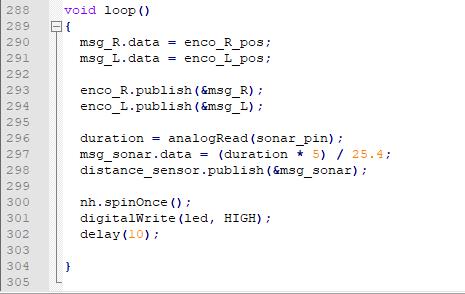 288 void loop()
289 {
290 msg_R.data = enco_R_pos;
291 msg_L.data = enco_L_pos;
292
293 enco_R.publish(&msg_R);
294 enco_L.publish(&msg_L);
295
296 duration = analogRead(sonar_pin);
297 msg_sonar.data = (duration * 5) / 25.4;
298 distance_sensor.publish(&msg_sonar);
299
300 nh.spinOnce();
301 digitalWrite(led, HIGH);
302 delay(10);
303
304 }
305